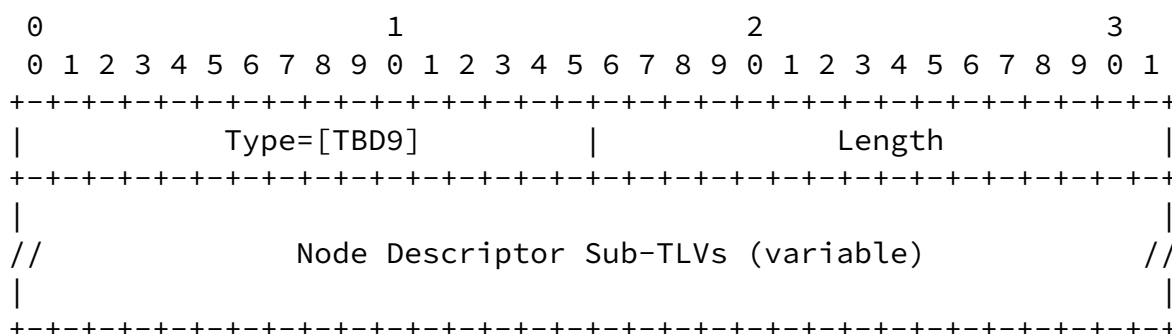 0                   1                   2                   3
 0 1 2 3 4 5 6 7 8 9 0 1 2 3 4 5 6 7 8 9 0 1 2 3 4 5 6 7 8 9 0 1
+-+-+-+-+-+-+-+-+-+-+-+-+-+-+-+-+-+-+-+-+-+-+-+-+-+-+-+-+-+-+-+-+
|           Type=[TBD9]         |             Length            |
+-+-+-+-+-+-+-+-+-+-+-+-+-+-+-+-+-+-+-+-+-+-+-+-+-+-+-+-+-+-+-+-+
|                                                               |
//              Node Descriptor Sub-TLVs (variable)            //
|                                                               |
+-+-+-+-+-+-+-+-+-+-+-+-+-+-+-+-+-+-+-+-+-+-+-+-+-+-+-+-+-+-+-+-+